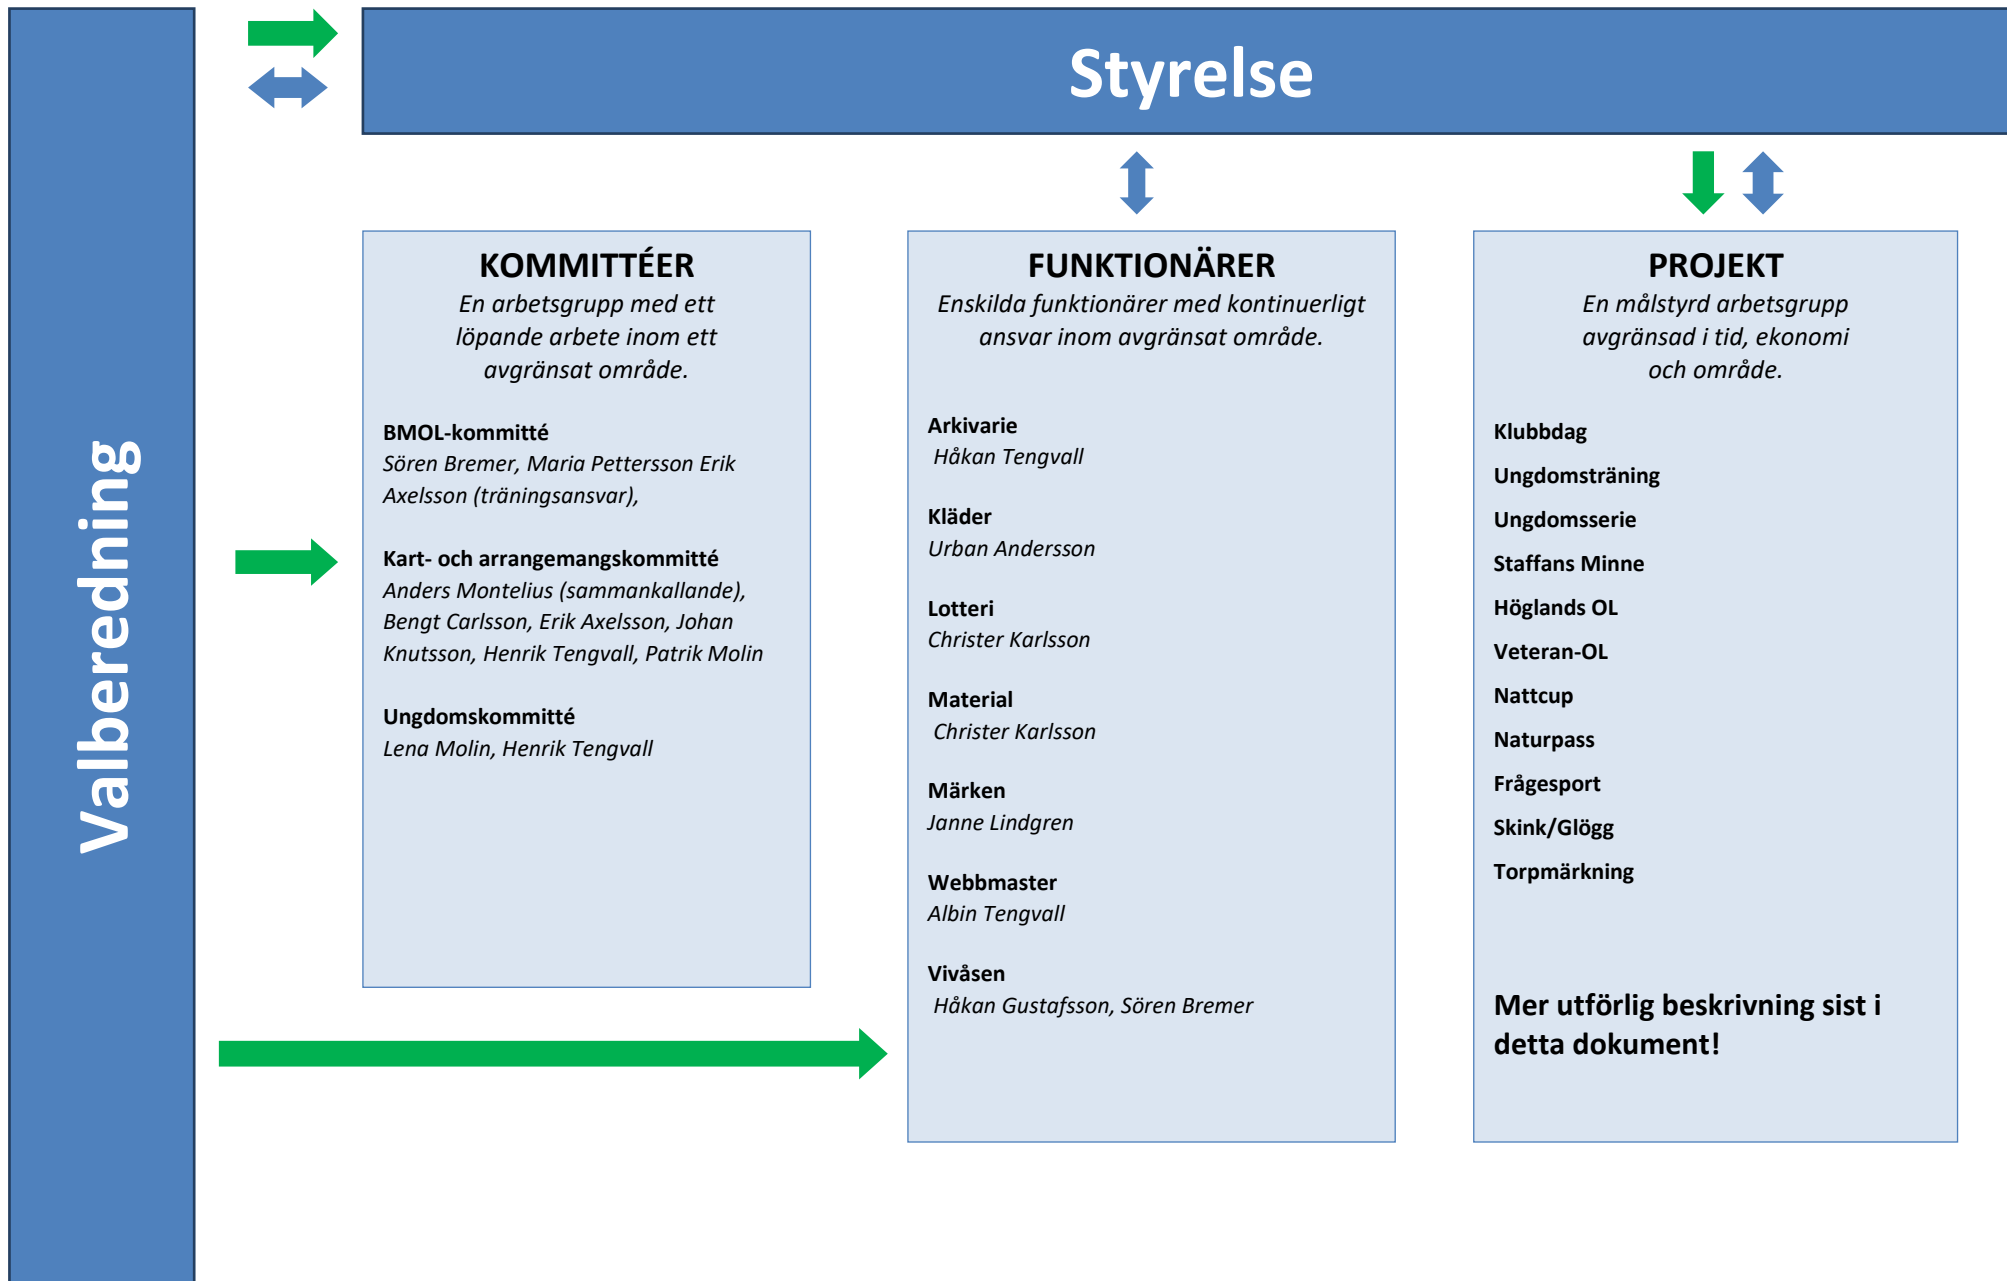 Valberedning
Styrelse
KOMMITTÉER
En arbetsgrupp med ett
löpande arbete inom ett
avgränsat område.
BMOL-kommitté
Sören Bremer, Maria Pettersson Erik
Axelsson (träningsansvar),
Kart- och arrangemangskommitté
Anders Montelius (sammankallande),
Bengt Carlsson, Erik Axelsson, Johan
Knutsson, Henrik Tengvall, Patrik Molin
Ungdomskommitté
Lena Molin, Henrik Tengvall
FUNKTIONÄRER
Enskilda funktionärer med kontinuerligt
ansvar inom avgränsat område.
Arkivarie
Håkan Tengvall
Kläder
Urban Andersson
Lotteri
Christer Karlsson
Material
Christer Karlsson
Märken
Janne Lindgren
Webbmaster
Albin Tengvall
Vivåsen
Håkan Gustafsson, Sören Bremer
PROJEKT
En målstyrd arbetsgrupp
avgränsad i tid, ekonomi
och område.
Klubbdag
Ungdomsträning
Ungdomsserie
Staffans Minne
Höglands OL
Veteran-OL
Nattcup
Naturpass
Frågesport
Skink/Glögg
Torpmärkning
Mer utförlig beskrivning sist i
detta dokument!